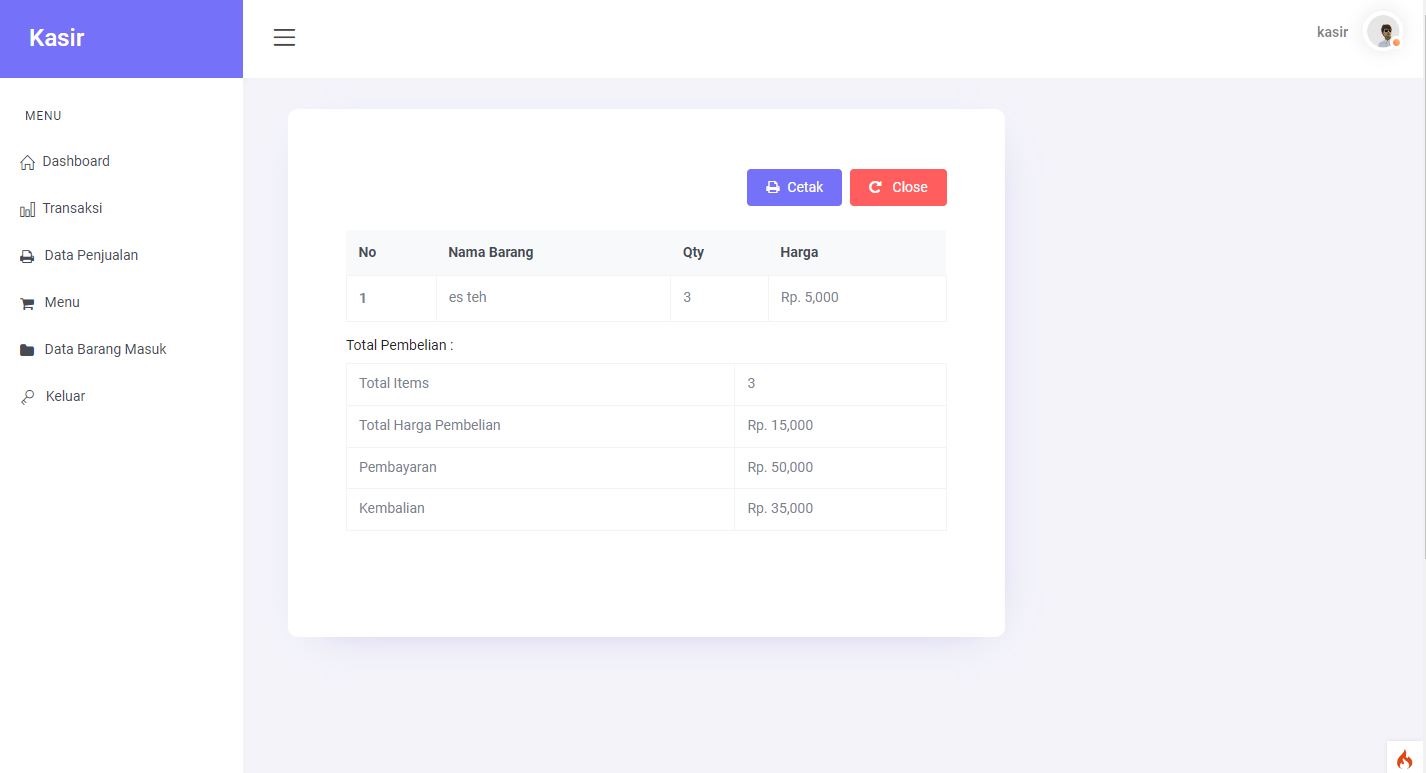 Kasir
kasir
MENU
Dashboard
Transaksi
Data Penjualan
Menu
Data Barang Masuk
Keluar
Cetak Close
No Nama Barang Qty Harga
1 es teh 3 Rp. 5,000
Total Pembelian :
Total Items 3
Total Harga Pembelian Rp. 15,000
Pembayaran Rp. 50,000
Kembalian Rp. 35,000